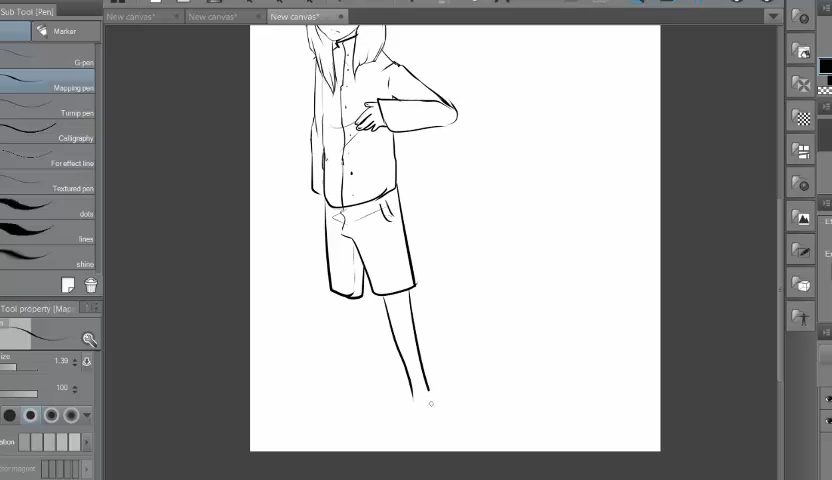 Sub Tool [Pen]
New canvas*
New canvas*
New canvas*
Marker
G-pen
Mapping pen
Turnip pen
Calligraphy
For effect line
Textured pen
dots
lines
shine
Tool property [Map
1.39
100